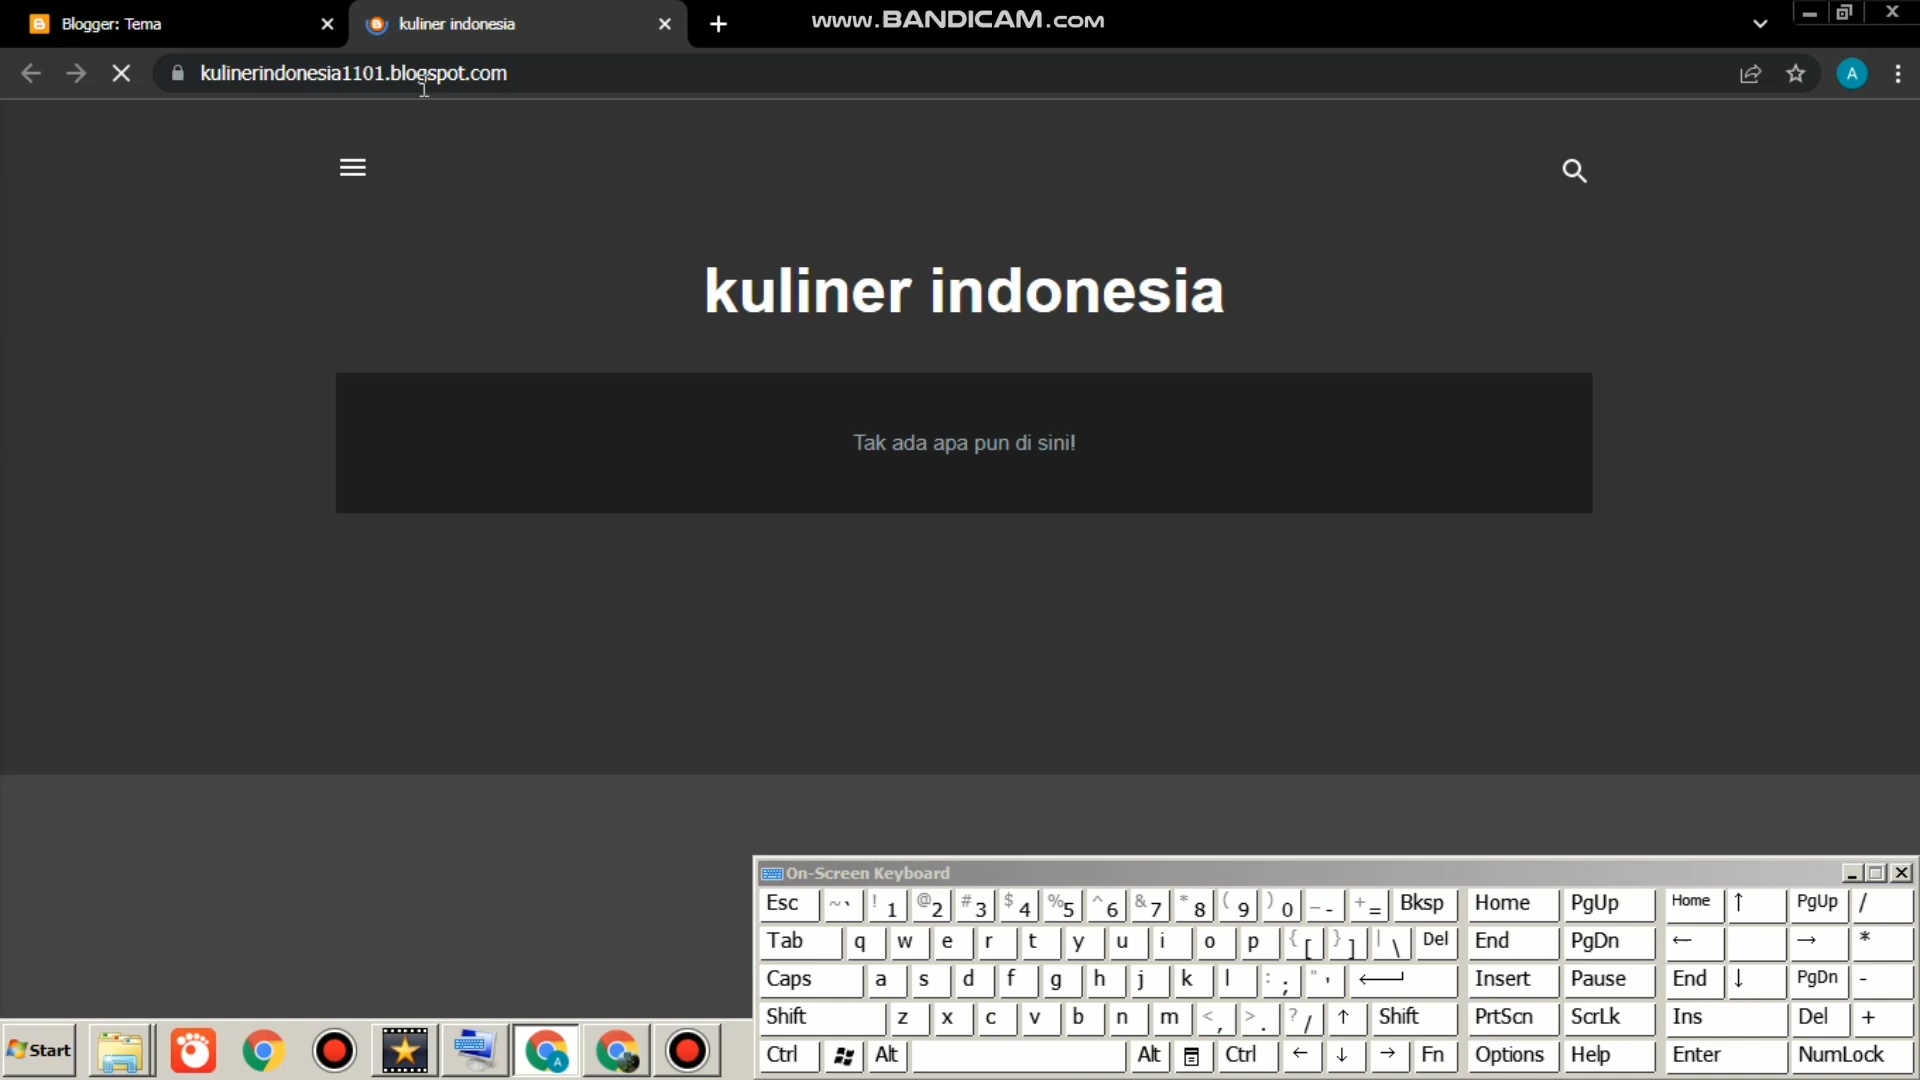 Blogger: Tema
kuliner indonesia
www.BANDICAM.com
kulinerindonesia1101.blogspot.com
A
kuliner indonesia
Tak ada apa pun di sini!
On-Screen Keyboard
Esc ~ ` ! 1 @ 2 # 3 $ 4 % 5 ^ 6 & 7 * 8 ( 9 ) 0 _ - + = Bksp Home PgUp Home ↑ PgUp /
Tab q w e r t y u i o p { [ } ] | \ Del End PgDn ← → *
Caps a s d f g h j k l : ; " ' Insert Pause End ↓ PgDn -
Shift z x c v b n m < , > . ? / ↑ Shift PrtScn ScrLk Ins Del +
Ctrl Alt Alt Ctrl ← ↓ → Fn Options Help Enter NumLock
Start
A